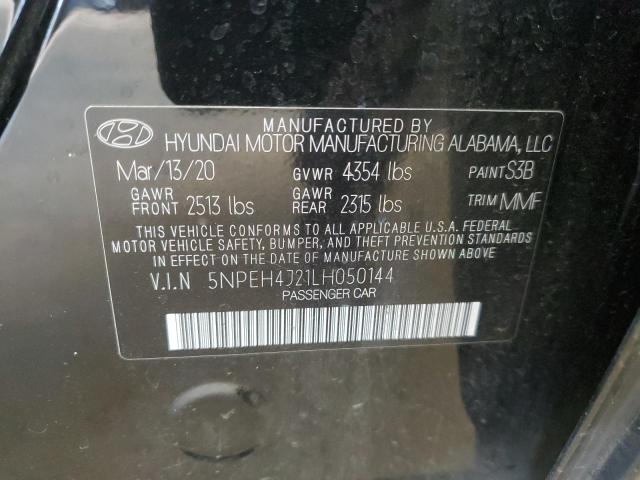 MANUFACTURED BY
HYUNDAI MOTOR MANUFACTURING ALABAMA, LLC
Mar/13/20 GVWR 4354 lbs PAINT S3B
GAWR FRONT 2513 lbs GAWR REAR 2315 lbs TRIM MMF
THIS VEHICLE CONFORMS TO ALL APPLICABLE U.S.A. FEDERAL
MOTOR VEHICLE SAFETY, BUMPER, AND THEFT PREVENTION STANDARDS
IN EFFECT ON THE DATE OF MANUFACTURE SHOWN ABOVE.
V.I.N 5NPEH4J21LH050144
PASSENGER CAR